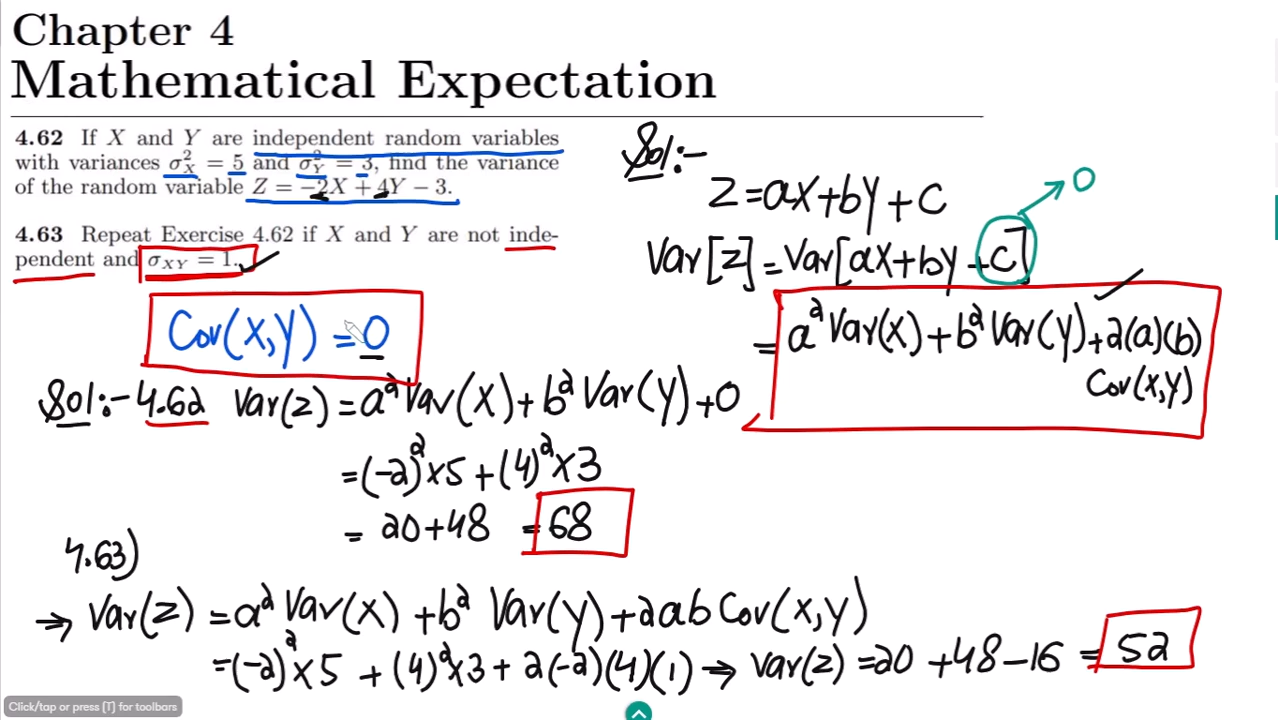 Chapter 4
Mathematical Expectation
4.62 If X and Y are independent random variables
with variances σ²_X = 5 and σ²_Y = 3, find the variance
of the random variable Z = −2X + 4Y − 3.
4.63 Repeat Exercise 4.62 if X and Y are not inde-
pendent and σ_XY = 1.
Cov(X,Y) = 0
Sol:-
Z = aX + bY + C
Var[Z] = Var[aX + bY + C] → 0
= a² Var(X) + b² Var(Y) + 2(a)(b)
Cov(X,Y)
Sol:- 4.62 Var(Z) = a² Var(X) + b² Var(Y) + 0
= (-2)² x 5 + (4)² x 3
= 20 + 48 = 68
4.63)
→ Var(Z) = a² Var(X) + b² Var(Y) + 2ab Cov(X,Y)
= (-2)² x 5 + (4)² x 3 + 2(-2)(4)(1) → Var(Z) = 20 + 48 - 16 = 52
Click/tap or press (T) for toolbars